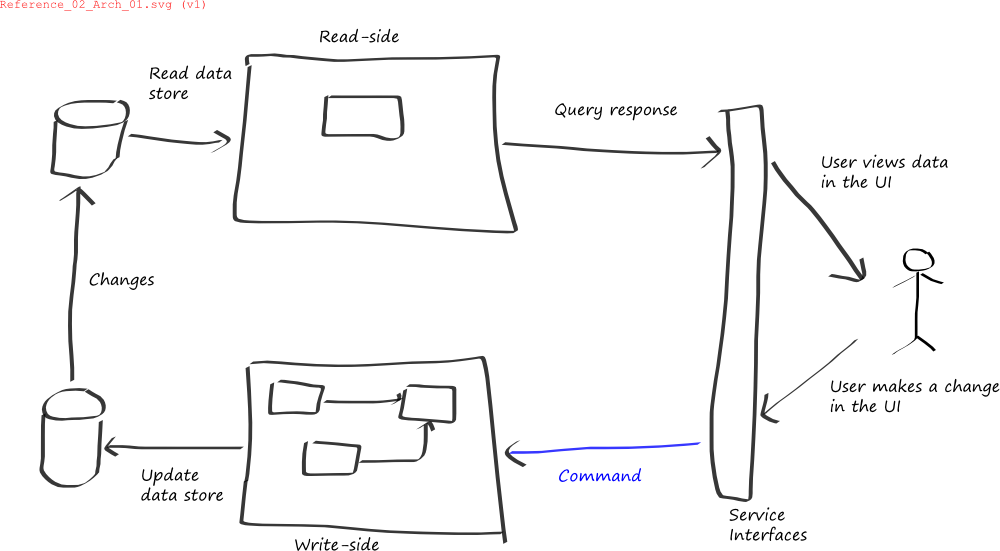 Reference_02_Arch_01.svg (v1)
Read-side
Read data
store
Query response
User views data
in the UI
Changes
User makes a change
in the UI
Update
data store
Command
Service
Interfaces
Write-side